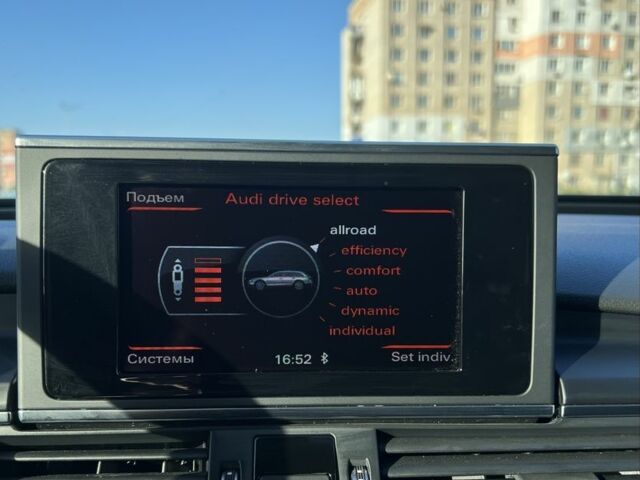 Подъем
Audi drive select
allroad
efficiency
comfort
auto
dynamic
individual
Системы
16:52
Set indiv.